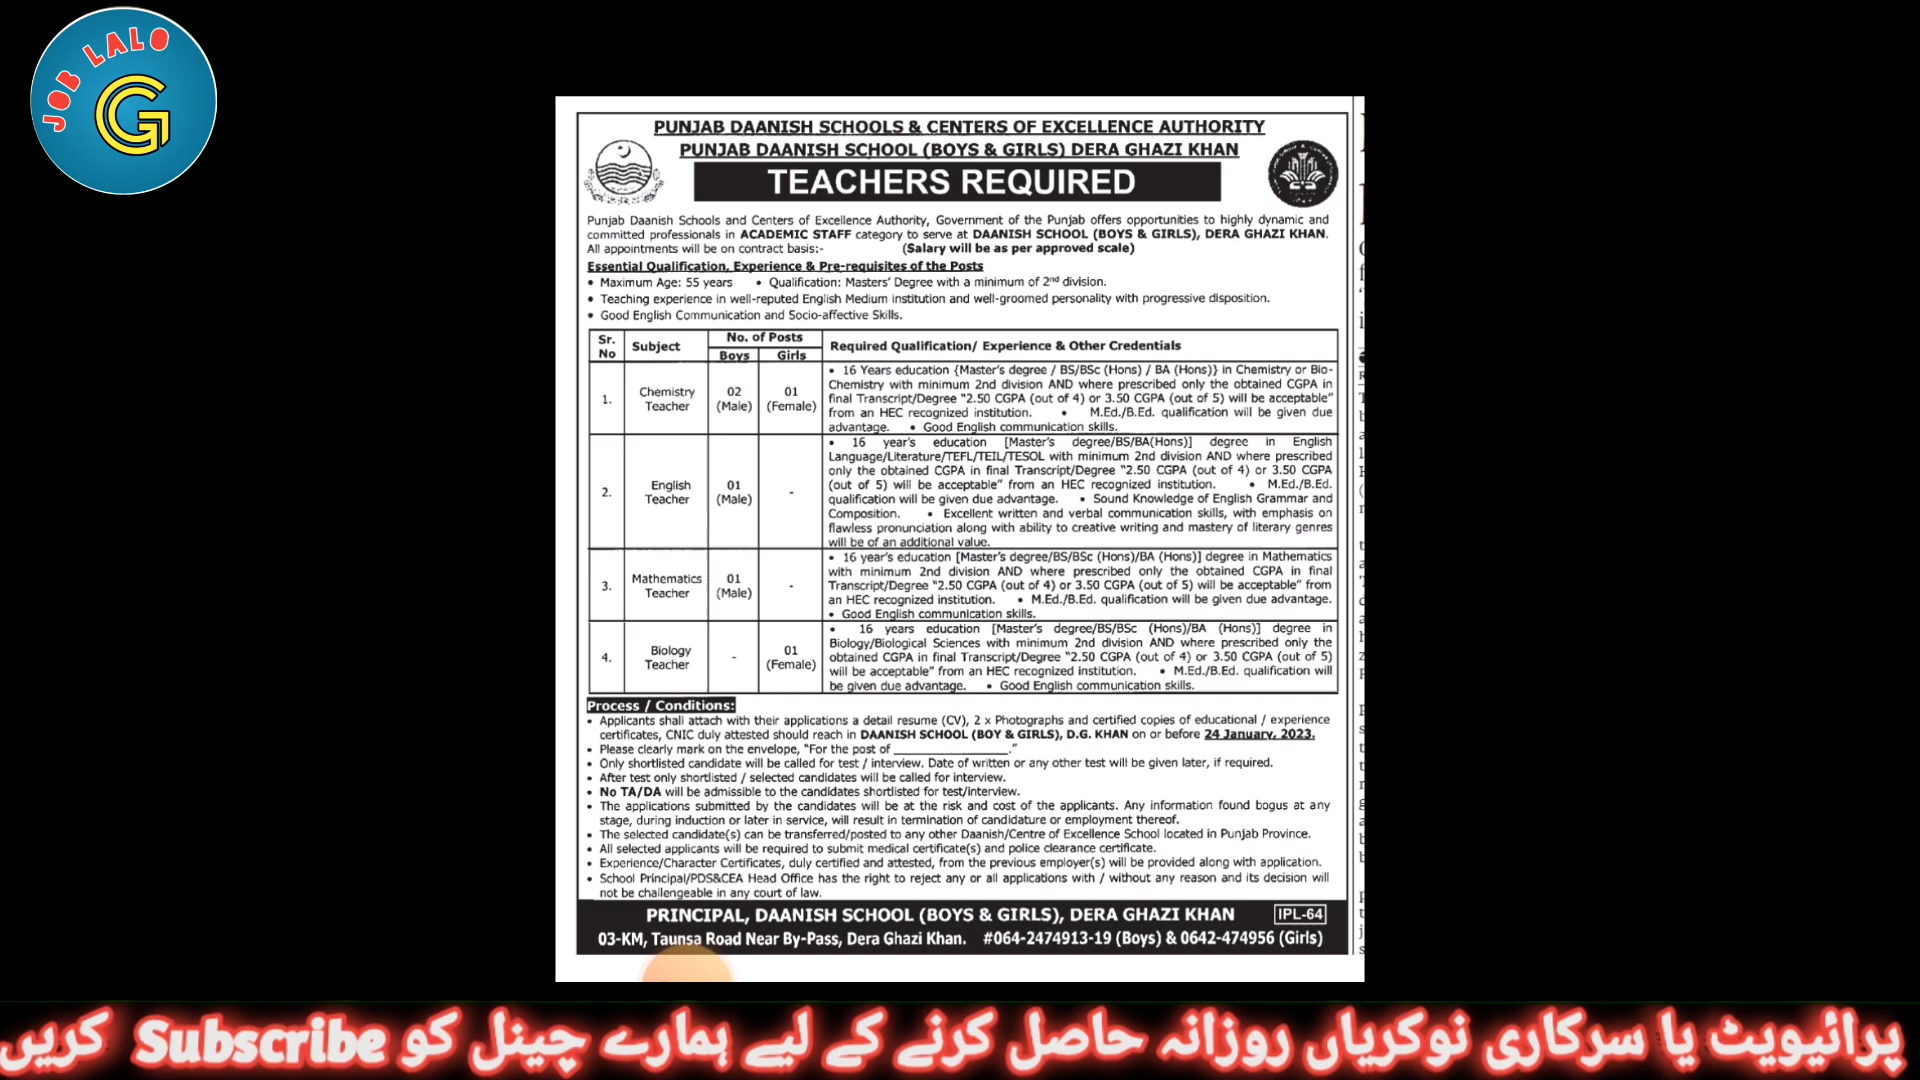 JOB LALO
G
PUNJAB DAANISH SCHOOLS & CENTERS OF EXCELLENCE AUTHORITY
PUNJAB DAANISH SCHOOL (BOYS & GIRLS) DERA GHAZI KHAN
TEACHERS REQUIRED
Punjab Daanish Schools and Centers of Excellence Authority, Government of the Punjab offers opportunities to highly dynamic and
committed professionals in ACADEMIC STAFF category to serve at DAANISH SCHOOL (BOYS & GIRLS), DERA GHAZI KHAN.
All appointments will be on contract basis:- (Salary will be as per approved scale)
Essential Qualification, Experience & Pre-requisites of the Posts
• Maximum Age: 55 years • Qualification: Masters' Degree with a minimum of 2nd division.
• Teaching experience in well-reputed English Medium institution and well-groomed personality with progressive disposition.
• Good English Communication and Socio-affective Skills.
Sr. No Subject No. of Posts Boys Girls Required Qualification/ Experience & Other Credentials
1. Chemistry Teacher 02 (Male) 01 (Female)
• 16 Years education {Master's degree / BS/BSc (Hons) / BA (Hons)} in Chemistry or Bio-
Chemistry with minimum 2nd division AND where prescribed only the obtained CGPA in
final Transcript/Degree "2.50 CGPA (out of 4) or 3.50 CGPA (out of 5) will be acceptable"
from an HEC recognized institution. • M.Ed./B.Ed. qualification will be given due
advantage. • Good English communication skills.
2. English Teacher 01 (Male) -
• 16 year's education [Master's degree/BS/BA(Hons)] degree in English
Language/Literature/TEFL/TEIL/TESOL with minimum 2nd division AND where prescribed
only the obtained CGPA in final Transcript/Degree "2.50 CGPA (out of 4) or 3.50 CGPA
(out of 5) will be acceptable" from an HEC recognized institution. • M.Ed./B.Ed.
qualification will be given due advantage. • Sound Knowledge of English Grammar and
Composition. • Excellent written and verbal communication skills, with emphasis on
flawless pronunciation along with ability to creative writing and mastery of literary genres
will be of an additional value.
3. Mathematics Teacher 01 (Male) -
• 16 year's education [Master's degree/BS/BSc (Hons)/BA (Hons)] degree in Mathematics
with minimum 2nd division AND where prescribed only the obtained CGPA in final
Transcript/Degree "2.50 CGPA (out of 4) or 3.50 CGPA (out of 5) will be acceptable" from
an HEC recognized institution. • M.Ed./B.Ed. qualification will be given due advantage.
• Good English communication skills.
4. Biology Teacher - 01 (Female)
• 16 years education [Master's degree/BS/BSc (Hons)/BA (Hons)] degree in
Biology/Biological Sciences with minimum 2nd division AND where prescribed only the
obtained CGPA in final Transcript/Degree "2.50 CGPA (out of 4) or 3.50 CGPA (out of 5)
will be acceptable" from an HEC recognized institution. • M.Ed./B.Ed. qualification will
be given due advantage. • Good English communication skills.
Process / Conditions:
• Applicants shall attach with their applications a detail resume (CV), 2 x Photographs and certified copies of educational / experience
certificates, CNIC duly attested should reach in DAANISH SCHOOL (BOY & GIRLS), D.G. KHAN on or before 24 January, 2023.
• Please clearly mark on the envelope, "For the post of ________________."
• Only shortlisted candidate will be called for test / interview. Date of written or any other test will be given later, if required.
• After test only shortlisted / selected candidates will be called for interview.
• No TA/DA will be admissible to the candidates shortlisted for test/interview.
• The applications submitted by the candidates will be at the risk and cost of the applicants. Any information found bogus at any
stage, during induction or later in service, will result in termination of candidature or employment thereof.
• The selected candidate(s) can be transferred/posted to any other Daanish/Centre of Excellence School located in Punjab Province.
• All selected applicants will be required to submit medical certificate(s) and police clearance certificate.
• Experience/Character Certificates, duly certified and attested, from the previous employer(s) will be provided along with application.
• School Principal/PDS&CEA Head Office has the right to reject any or all applications with / without any reason and its decision will
not be challengeable in any court of law.
PRINCIPAL, DAANISH SCHOOL (BOYS & GIRLS), DERA GHAZI KHAN IPL-64
03-KM, Taunsa Road Near By-Pass, Dera Ghazi Khan. #064-2474913-19 (Boys) & 0642-474956 (Girls)
پرائیویٹ یا سرکاری نوکریاں روزانہ حاصل کرنے کے لیے ہمارے چینل کو Subscribe کریں